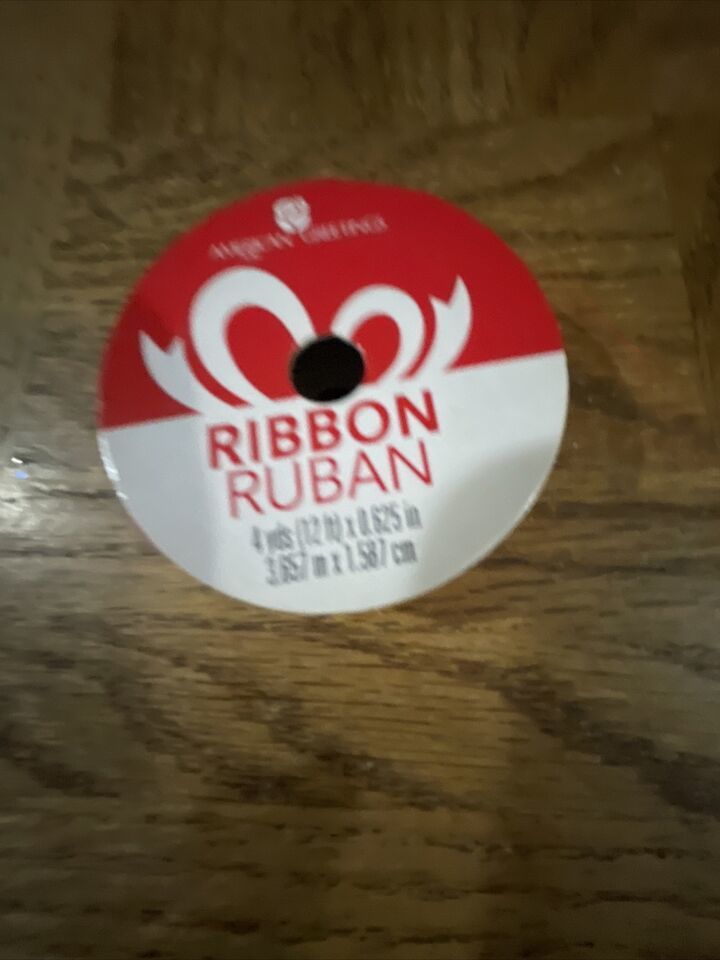 AMERICAN GREETINGS
RIBBON
RUBAN
4 yds (12 ft) x 0.625 in
3.657 m x 1.587 cm